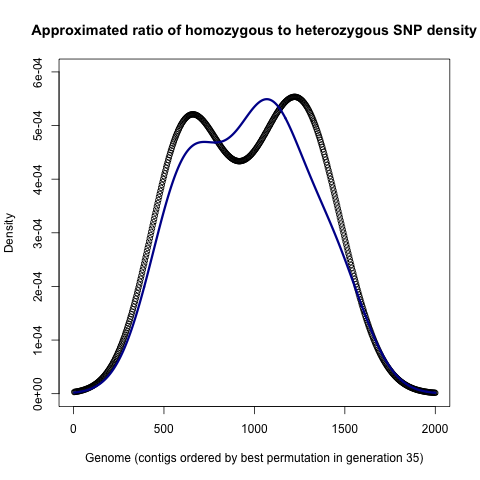 Approximated ratio of homozygous to heterozygous SNP density
6e-04
5e-04
4e-04
3e-04
2e-04
1e-04
0e+00
Density
0 500 1000 1500 2000
Genome (contigs ordered by best permutation in generation 35)